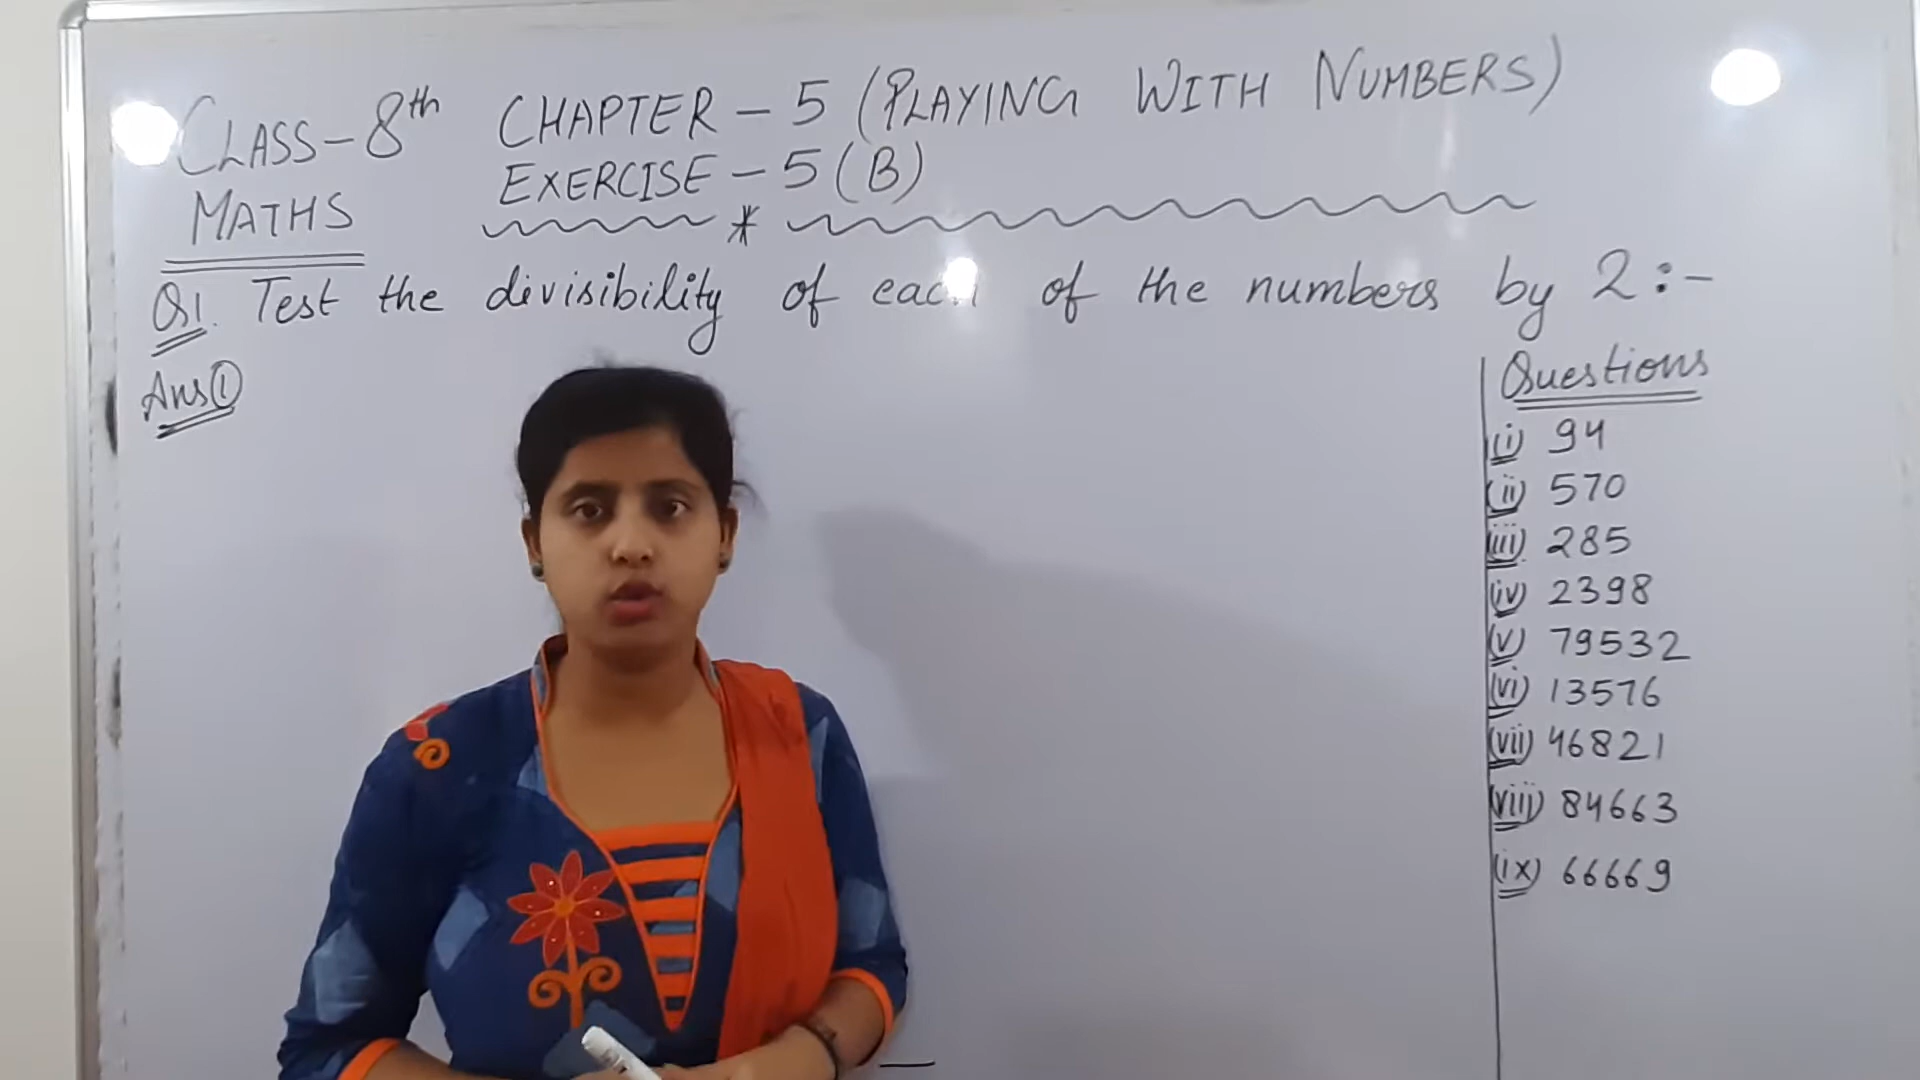 CLASS-8th CHAPTER-5 (PLAYING WITH NUMBERS)
MATHS EXERCISE-5(B)
Q1. Test the divisibility of each of the numbers by 2:-
Ans①
Questions
(i) 94
(ii) 570
(iii) 285
(iv) 2398
(v) 79532
(vi) 13576
(vii) 46821
(viii) 84663
(ix) 66669